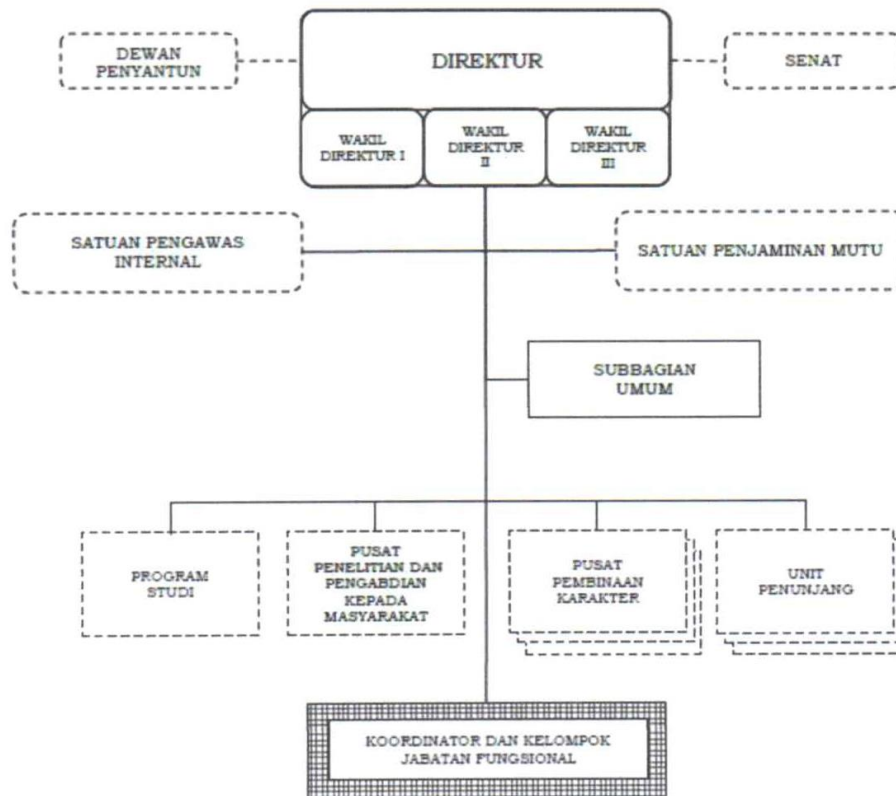 DEWAN
PENYANTUN
DIREKTUR
SENAT
WAKIL
DIREKTUR I
WAKIL
DIREKTUR
II
WAKIL
DIREKTUR
III
SATUAN PENGAWAS
INTERNAL
SATUAN PENJAMINAN MUTU
SUBBAGIAN
UMUM
PROGRAM
STUDI
PUSAT
PENELITIAN DAN
PENGABDIAN
KEPADA
MASYARAKAT
PUSAT
PEMBINAAN
KARAKTER
UNIT
PENUNJANG
KOORDINATOR DAN KELOMPOK
JABATAN FUNGSIONAL